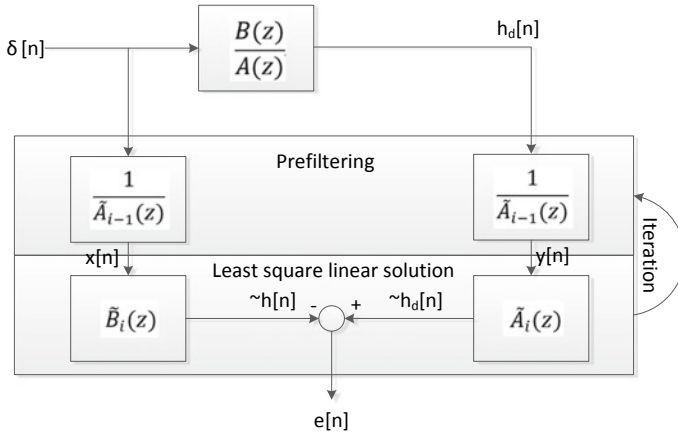 δ [n]
B(z)
A(z)
h_d[n]
Prefiltering
1
Ã_{i−1}(z)
1
Ã_{i−1}(z)
Iteration
x[n]
y[n]
Least square linear solution
~h[n]
-
+
~h_d[n]
B̃_i(z)
Ã_i(z)
e[n]